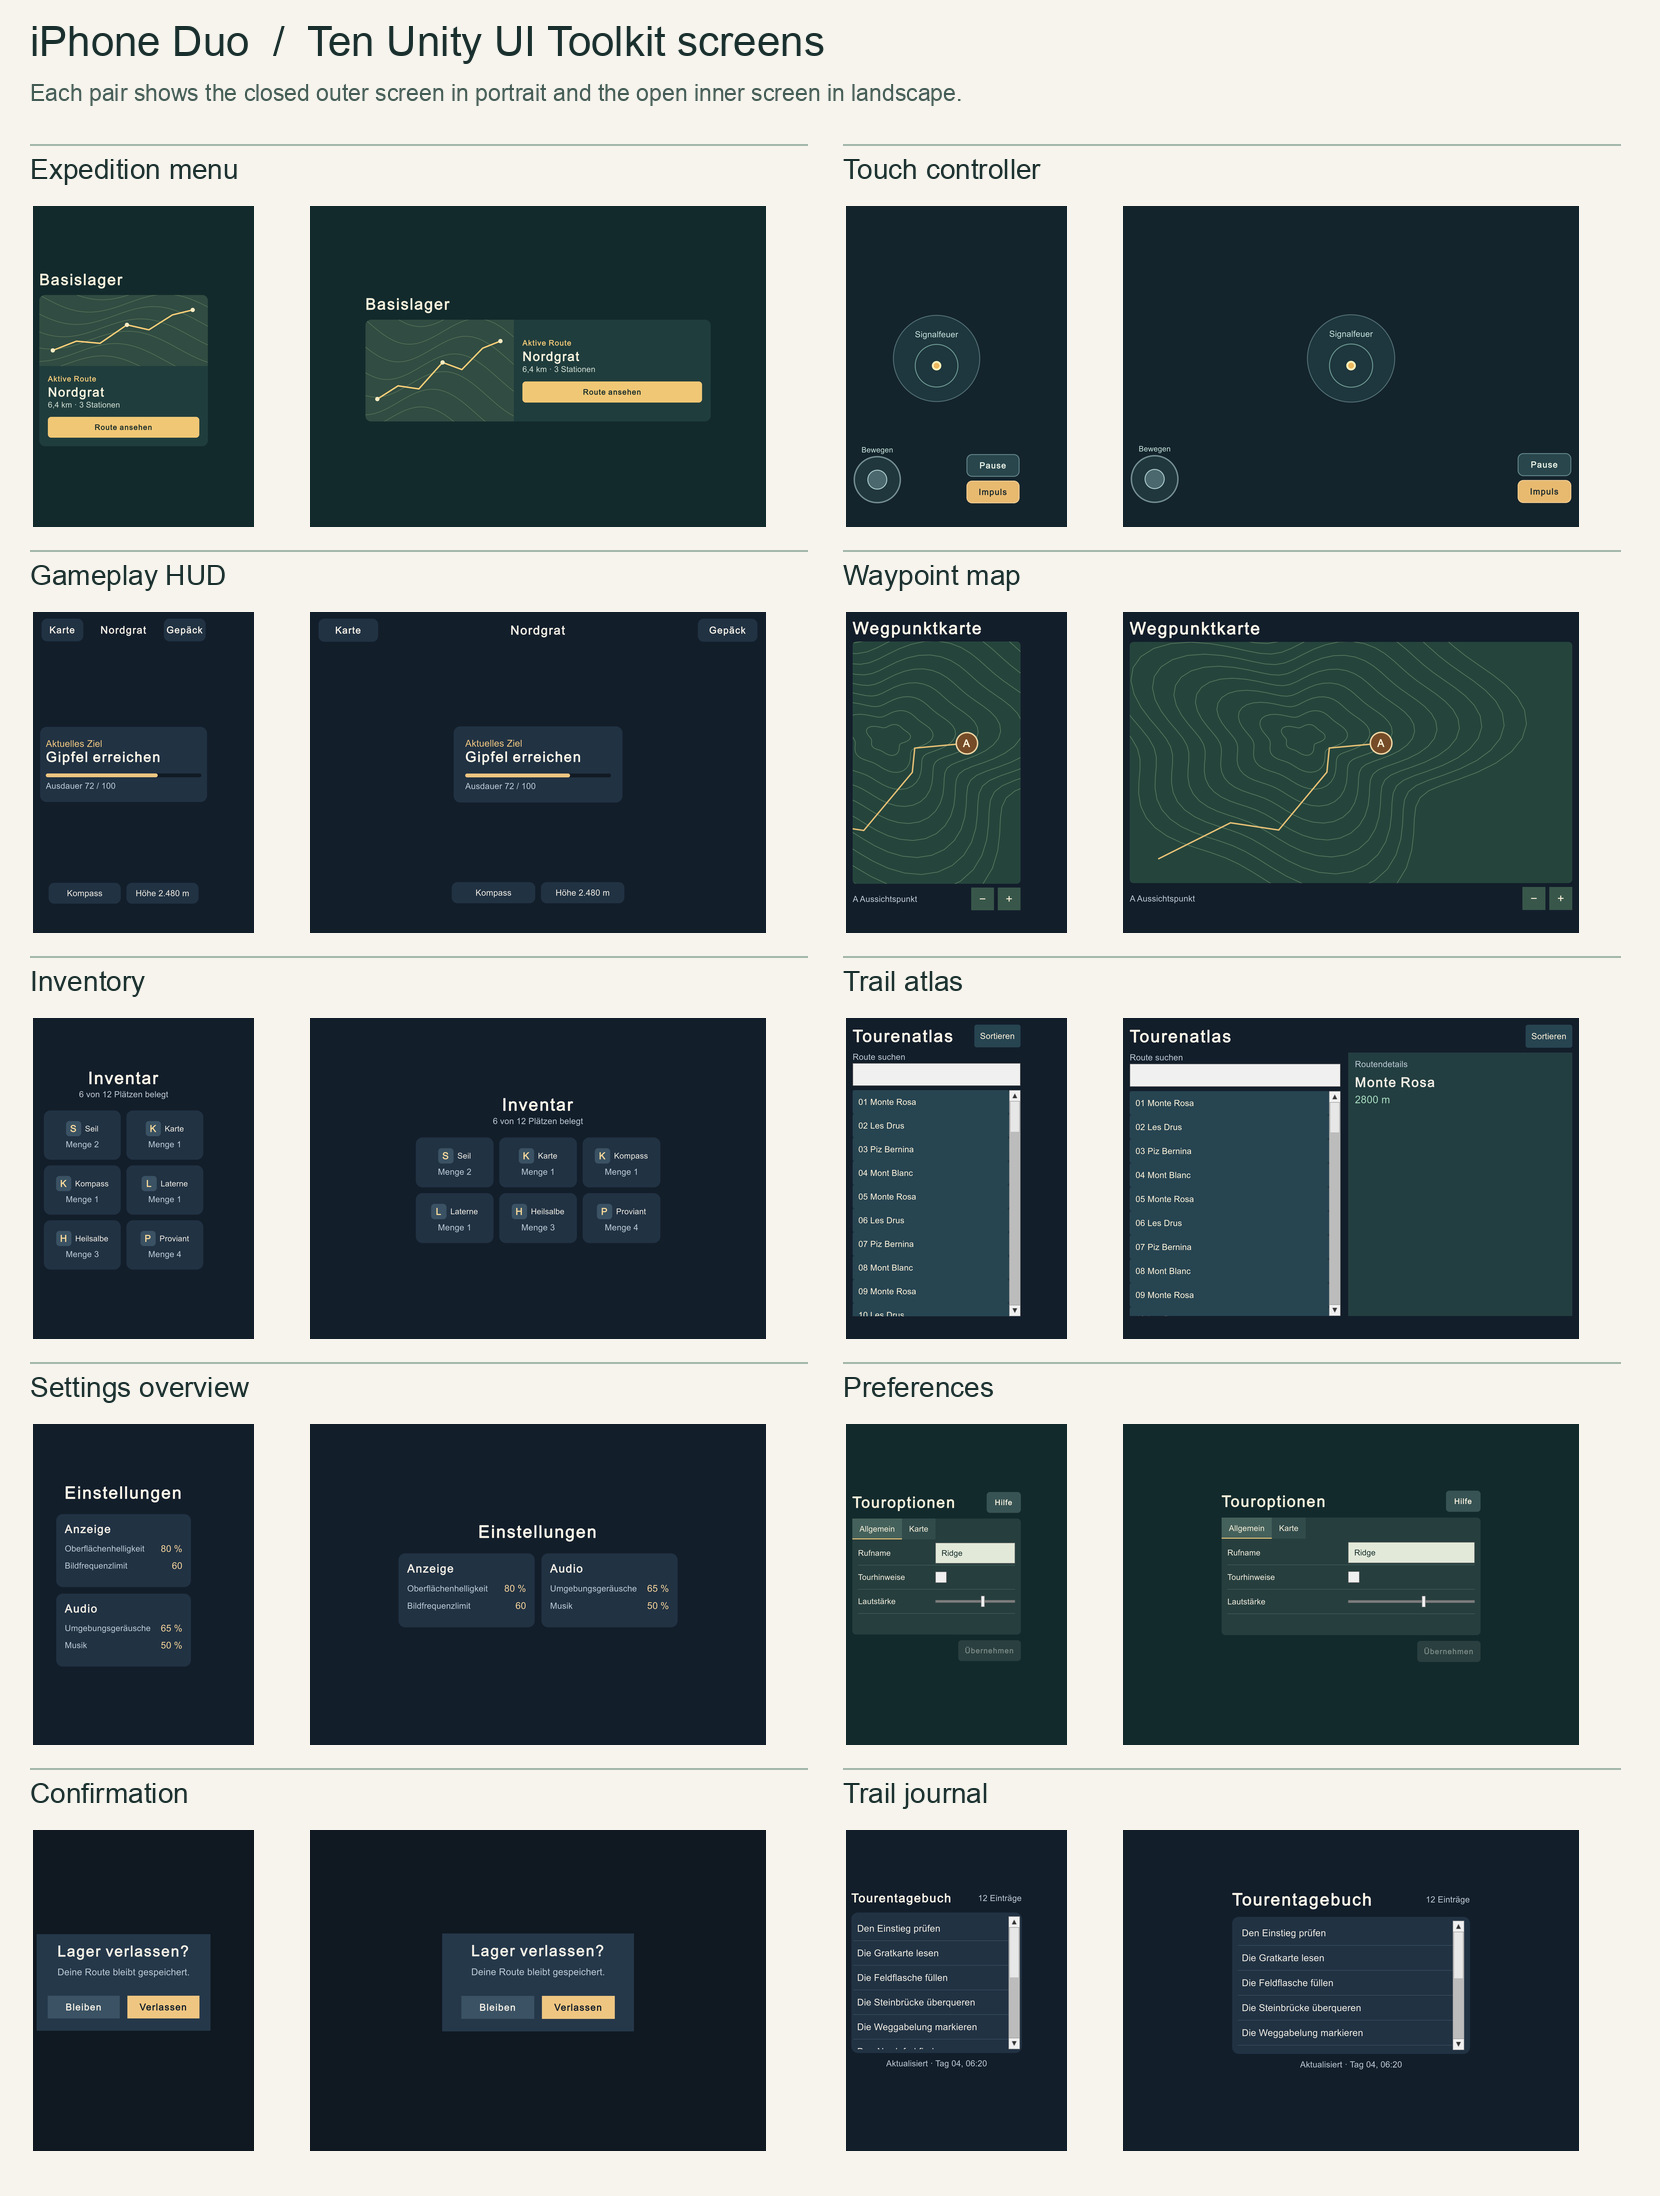 iPhone Duo / Ten Unity UI Toolkit screens
Each pair shows the closed outer screen in portrait and the open inner screen in landscape.
Expedition menu
Basislager
Aktive Route
Nordgrat
6,4 km · 3 Stationen
Route ansehen
Basislager
Aktive Route
Nordgrat
6,4 km · 3 Stationen
Route ansehen
Touch controller
Signalfeuer
Bewegen
Pause
Impuls
Signalfeuer
Bewegen
Pause
Impuls
Gameplay HUD
Karte Nordgrat Gepäck
Aktuelles Ziel
Gipfel erreichen
Ausdauer 72 / 100
Kompass Höhe 2.480 m
Karte Nordgrat Gepäck
Aktuelles Ziel
Gipfel erreichen
Ausdauer 72 / 100
Kompass Höhe 2.480 m
Waypoint map
Wegpunktkarte
A
A Aussichtspunkt − +
Wegpunktkarte
A
A Aussichtspunkt − +
Inventory
Inventar
6 von 12 Plätzen belegt
S Seil K Karte
Menge 2 Menge 1
K Kompass L Laterne
Menge 1 Menge 1
H Heilsalbe P Proviant
Menge 3 Menge 4
Inventar
6 von 12 Plätzen belegt
S Seil K Karte K Kompass
Menge 2 Menge 1 Menge 1
L Laterne H Heilsalbe P Proviant
Menge 1 Menge 3 Menge 4
Trail atlas
Tourenatlas Sortieren
Route suchen
01 Monte Rosa
02 Les Drus
03 Piz Bernina
04 Mont Blanc
05 Monte Rosa
06 Les Drus
07 Piz Bernina
08 Mont Blanc
09 Monte Rosa
10 Les Drus
Tourenatlas Sortieren
Route suchen
01 Monte Rosa
02 Les Drus
03 Piz Bernina
04 Mont Blanc
05 Monte Rosa
06 Les Drus
07 Piz Bernina
08 Mont Blanc
09 Monte Rosa
Routendetails
Monte Rosa
2800 m
Settings overview
Einstellungen
Anzeige
Oberflächenhelligkeit 80 %
Bildfrequenzlimit 60
Audio
Umgebungsgeräusche 65 %
Musik 50 %
Einstellungen
Anzeige
Oberflächenhelligkeit 80 %
Bildfrequenzlimit 60
Audio
Umgebungsgeräusche 65 %
Musik 50 %
Preferences
Touroptionen Hilfe
Allgemein Karte
Rufname Ridge
Tourhinweise
Lautstärke
Übernehmen
Touroptionen Hilfe
Allgemein Karte
Rufname Ridge
Tourhinweise
Lautstärke
Übernehmen
Confirmation
Lager verlassen?
Deine Route bleibt gespeichert.
Bleiben Verlassen
Lager verlassen?
Deine Route bleibt gespeichert.
Bleiben Verlassen
Trail journal
Tourentagebuch 12 Einträge
Den Einstieg prüfen
Die Gratkarte lesen
Die Feldflasche füllen
Die Steinbrücke überqueren
Die Weggabelung markieren
Aktualisiert · Tag 04, 06:20
Tourentagebuch 12 Einträge
Den Einstieg prüfen
Die Gratkarte lesen
Die Feldflasche füllen
Die Steinbrücke überqueren
Die Weggabelung markieren
Aktualisiert · Tag 04, 06:20